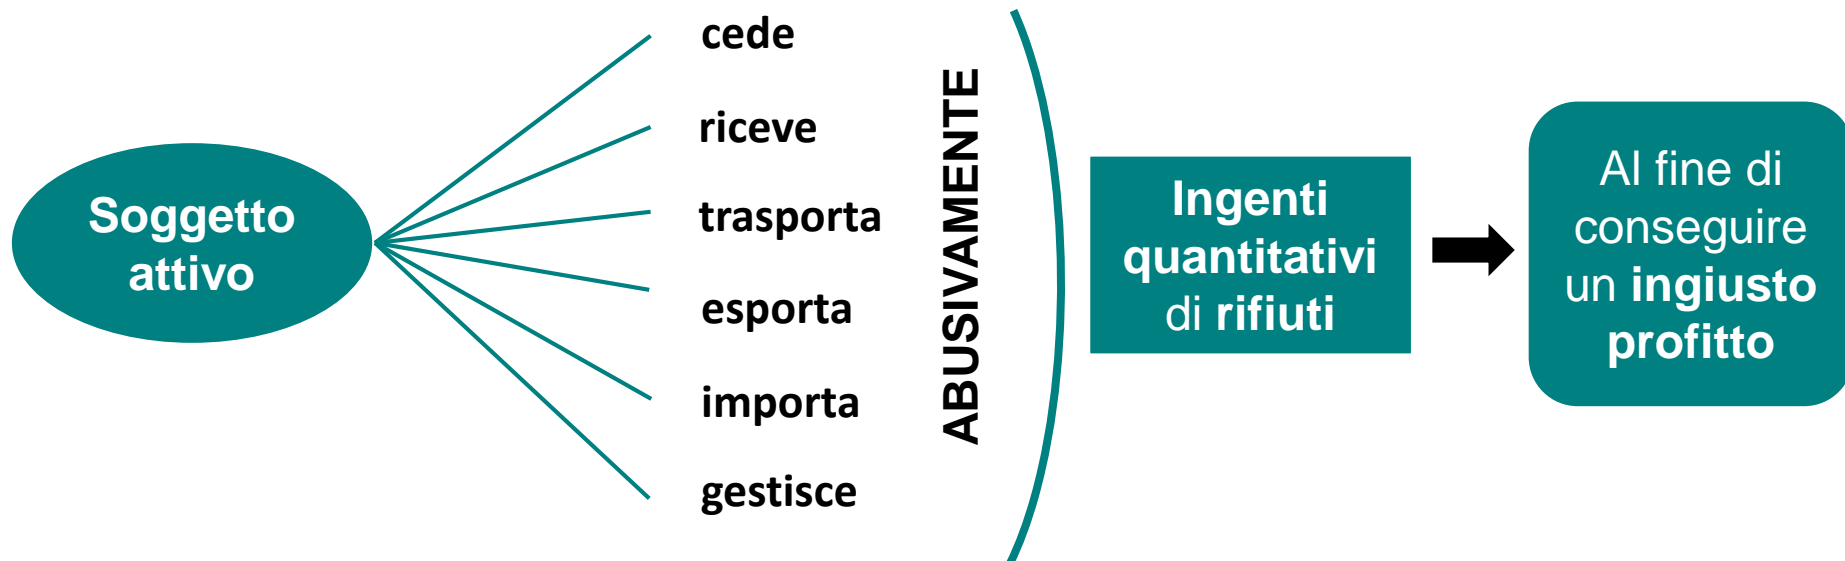 Soggetto
attivo
cede
riceve
trasporta
esporta
importa
gestisce
ABUSIVAMENTE
Ingenti
quantitativi
di rifiuti
Al fine di
conseguire
un ingiusto
profitto